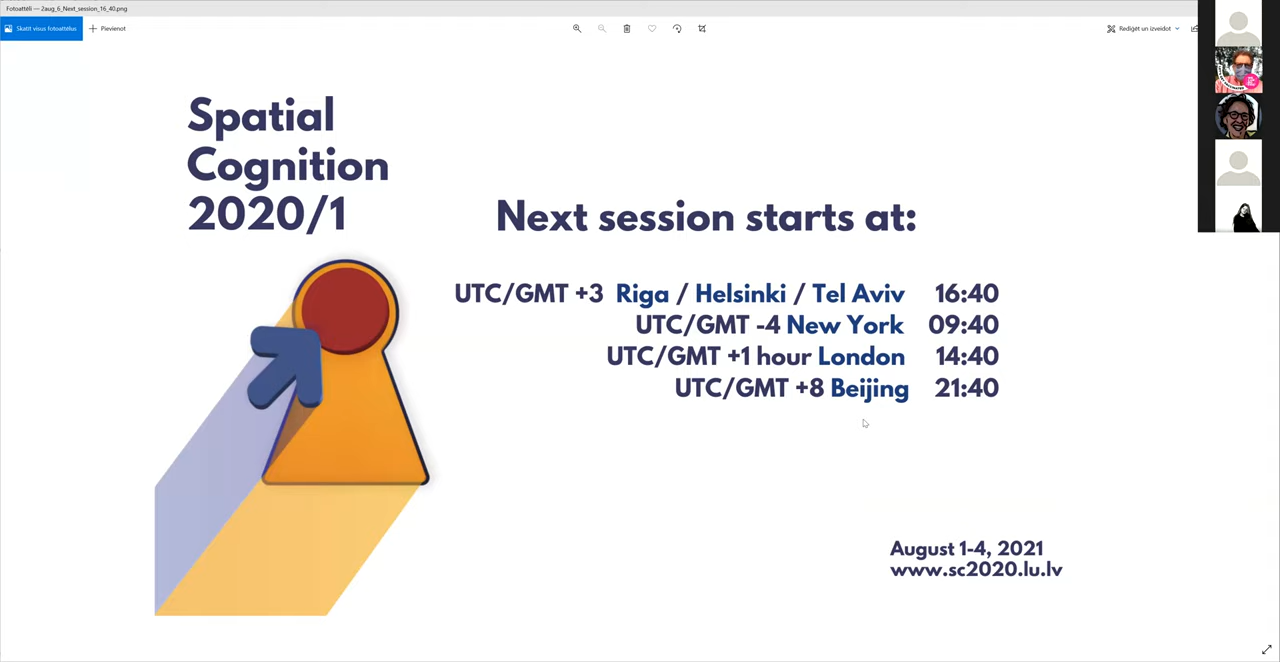 Fotoattēli — 2aug_6_Next_session_16_40.png
Skatīt visus fotoattēlus
Pievienot
Rediģēt un izveidot
Spatial
Cognition
2020/1
Next session starts at:
UTC/GMT +3 Riga / Helsinki / Tel Aviv 16:40
UTC/GMT -4 New York 09:40
UTC/GMT +1 hour London 14:40
UTC/GMT +8 Beijing 21:40
August 1-4, 2021
www.sc2020.lu.lv